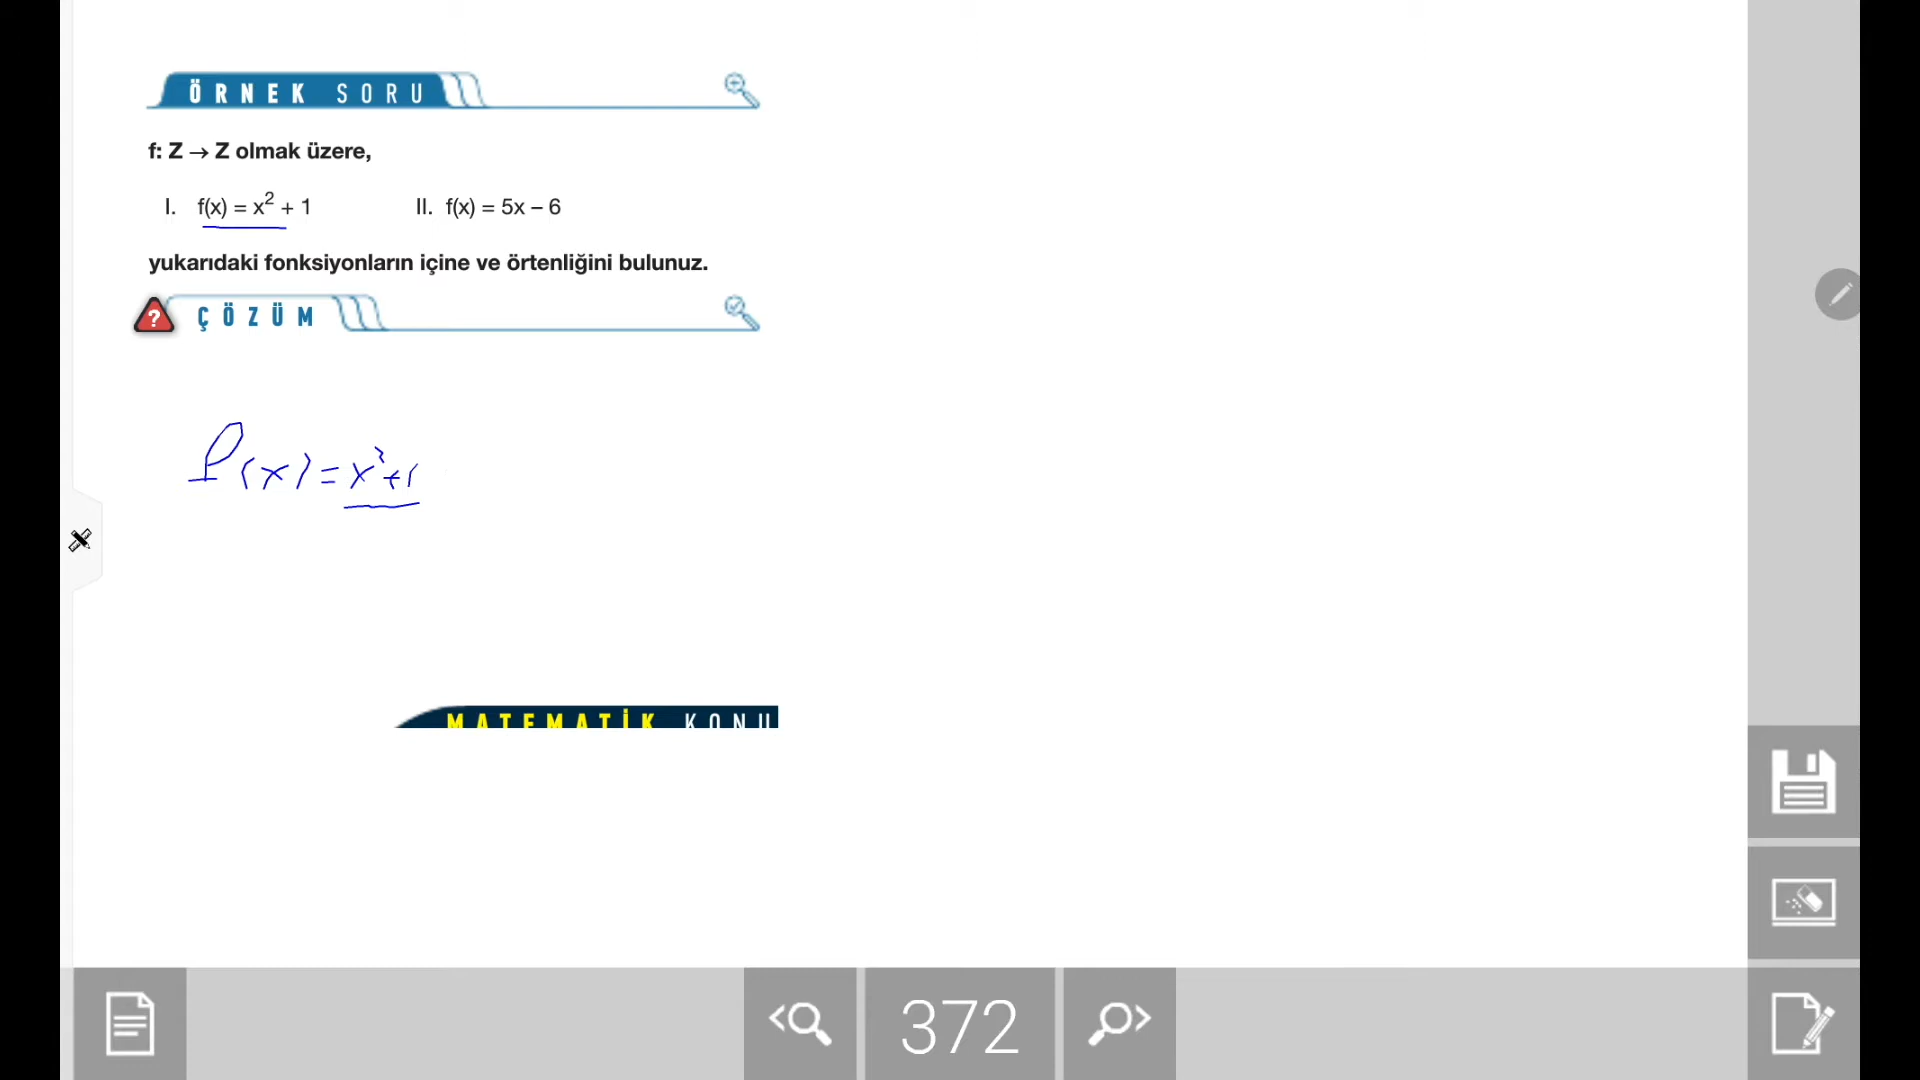 ÖRNEK SORU
f: Z → Z olmak üzere,
I. f(x) = x² + 1 II. f(x) = 5x – 6
yukarıdaki fonksiyonların içine ve örtenliğini bulunuz.
? ÇÖZÜM
f(x) = x²+1
MATEMATİK KONU
372